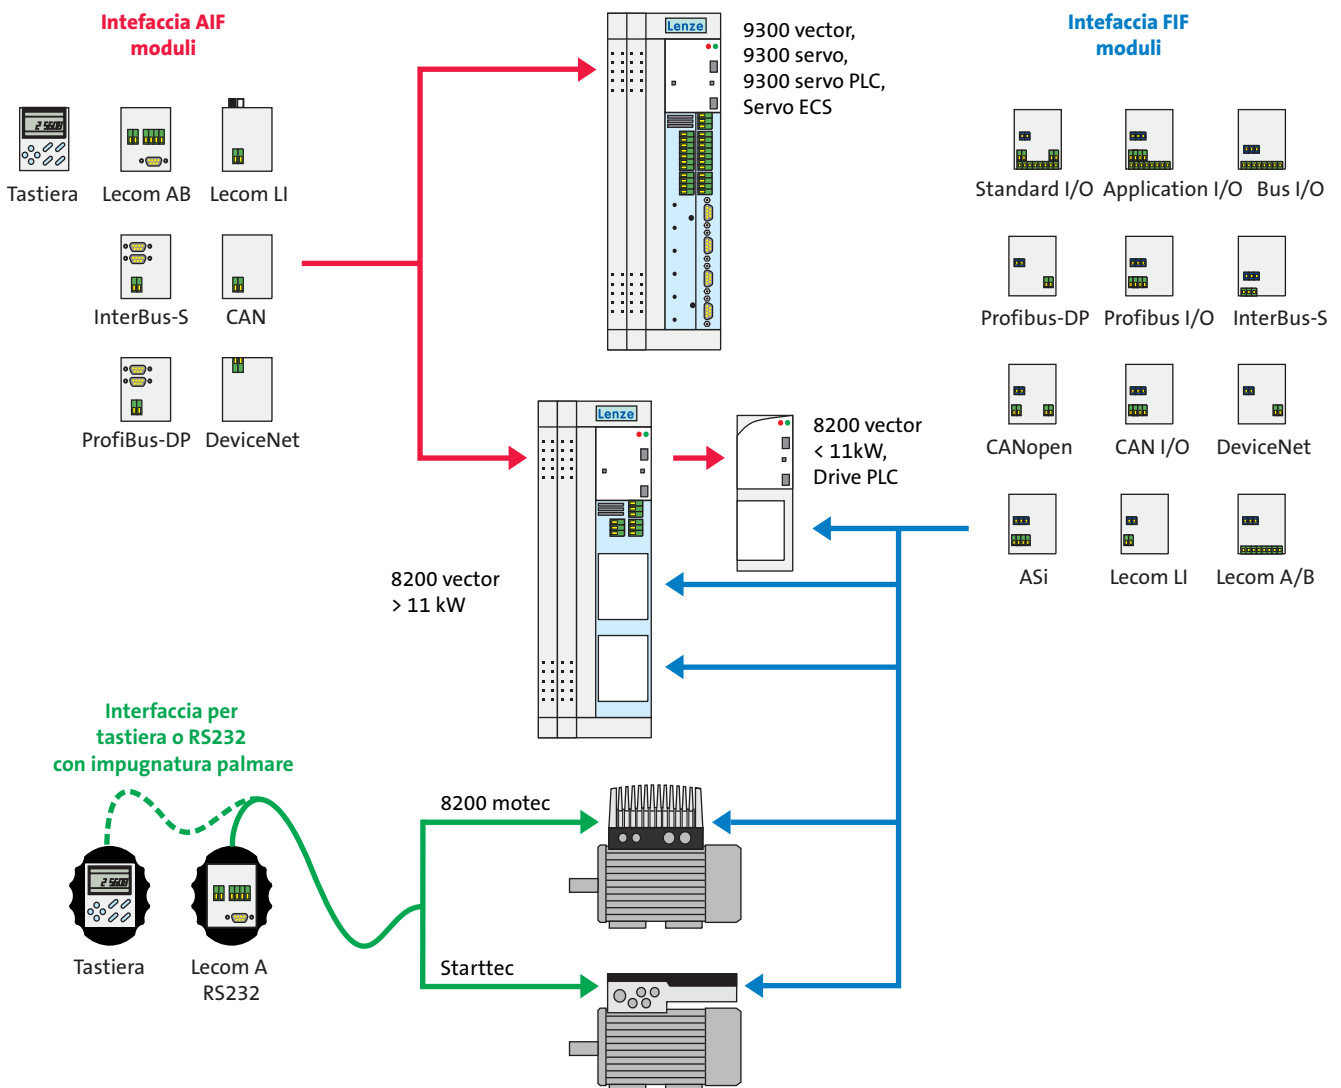 Intefaccia AIF
moduli
Tastiera
Lecom AB
Lecom LI
InterBus-S
CAN
ProfiBus-DP
DeviceNet
Lenze
9300 vector,
9300 servo,
9300 servo PLC,
Servo ECS
Intefaccia FIF
moduli
Standard I/O
Application I/O
Bus I/O
Profibus-DP
Profibus I/O
InterBus-S
CANopen
CAN I/O
DeviceNet
ASi
Lecom LI
Lecom A/B
Lenze
8200 vector
< 11kW,
Drive PLC
8200 vector
> 11 kW
Interfaccia per
tastiera o RS232
con impugnatura palmare
Tastiera
Lecom A
RS232
8200 motec
Starttec